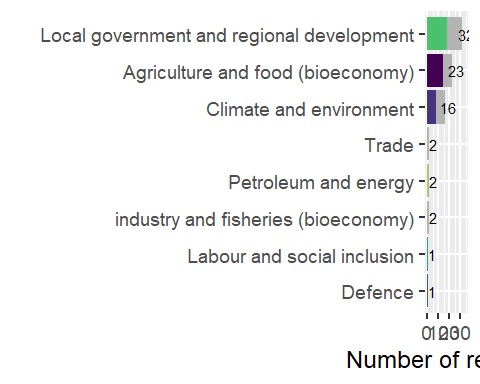 Local government and regional development 32
Agriculture and food (bioeconomy) 23
Climate and environment 16
Trade 2
Petroleum and energy 2
industry and fisheries (bioeconomy) 2
Labour and social inclusion 1
Defence 1
0 10 20 30
Number of re